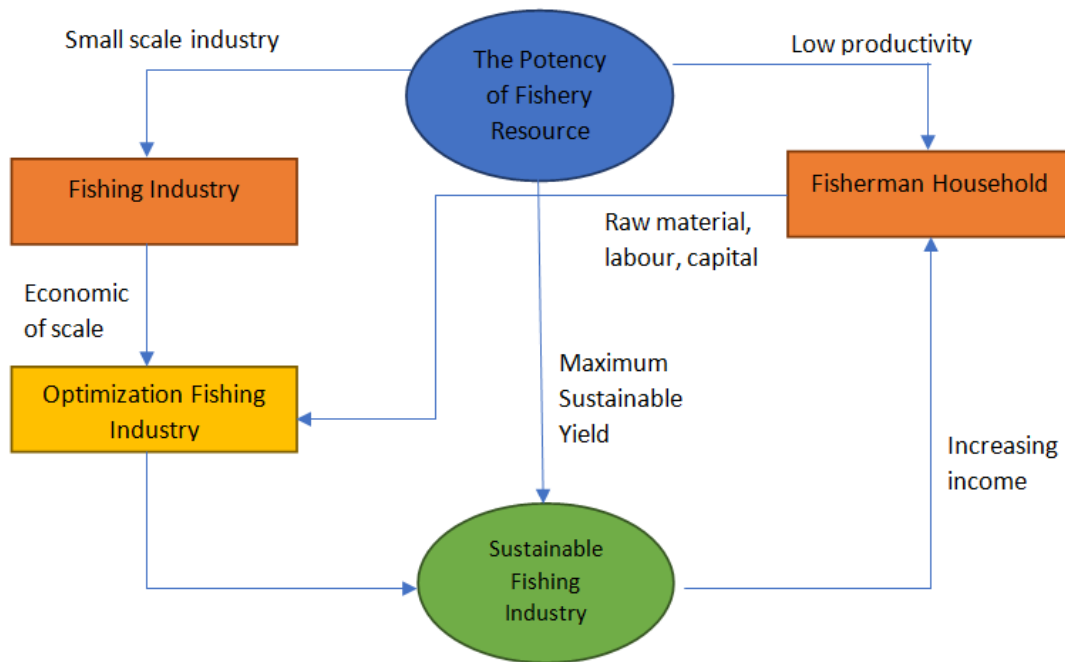 Small scale industry
The Potency
of Fishery
Resource
Low productivity
Fishing Industry
Fisherman Household
Raw material,
labour, capital
Economic
of scale
Maximum
Sustainable
Yield
Optimization Fishing
Industry
Increasing
income
Sustainable
Fishing
Industry